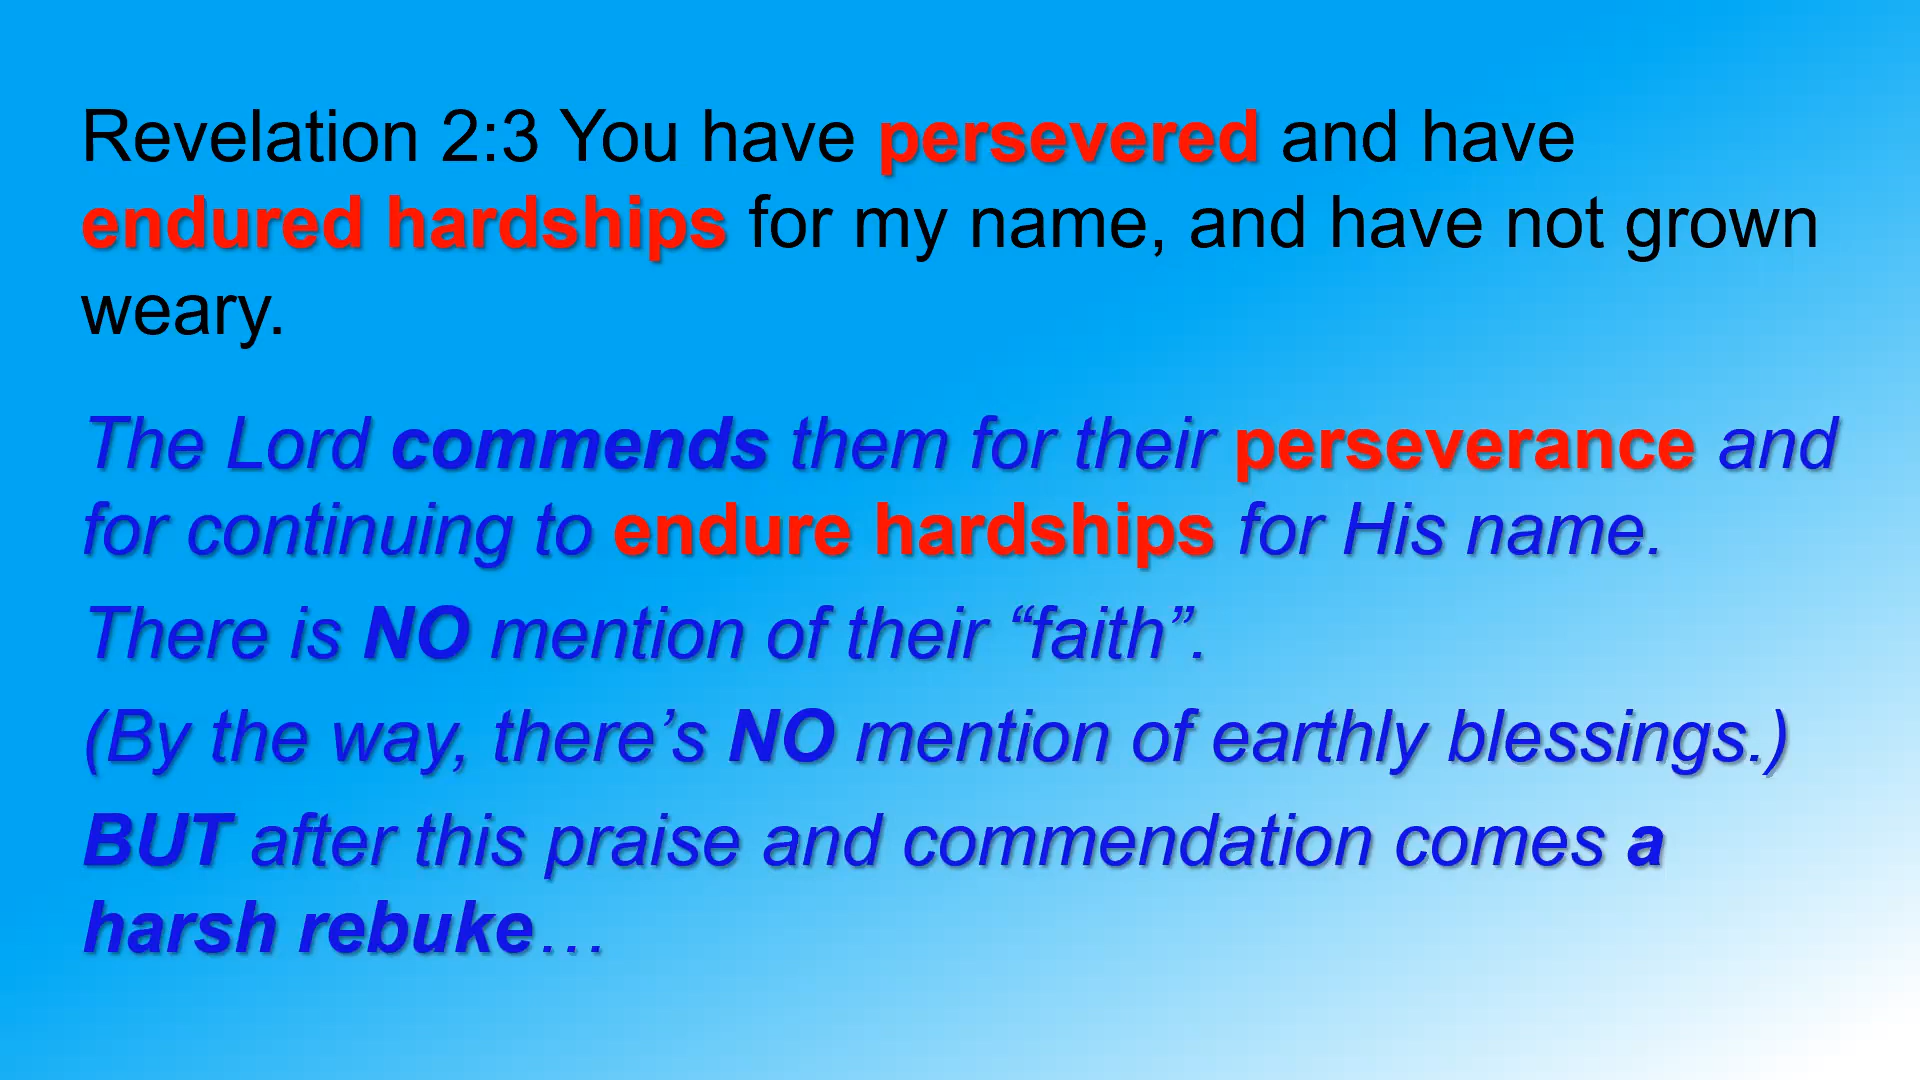 Revelation 2:3 You have persevered and have
endured hardships for my name, and have not grown
weary.
The Lord commends them for their perseverance and
for continuing to endure hardships for His name.
There is NO mention of their “faith”.
(By the way, there’s NO mention of earthly blessings.)
BUT after this praise and commendation comes a
harsh rebuke…